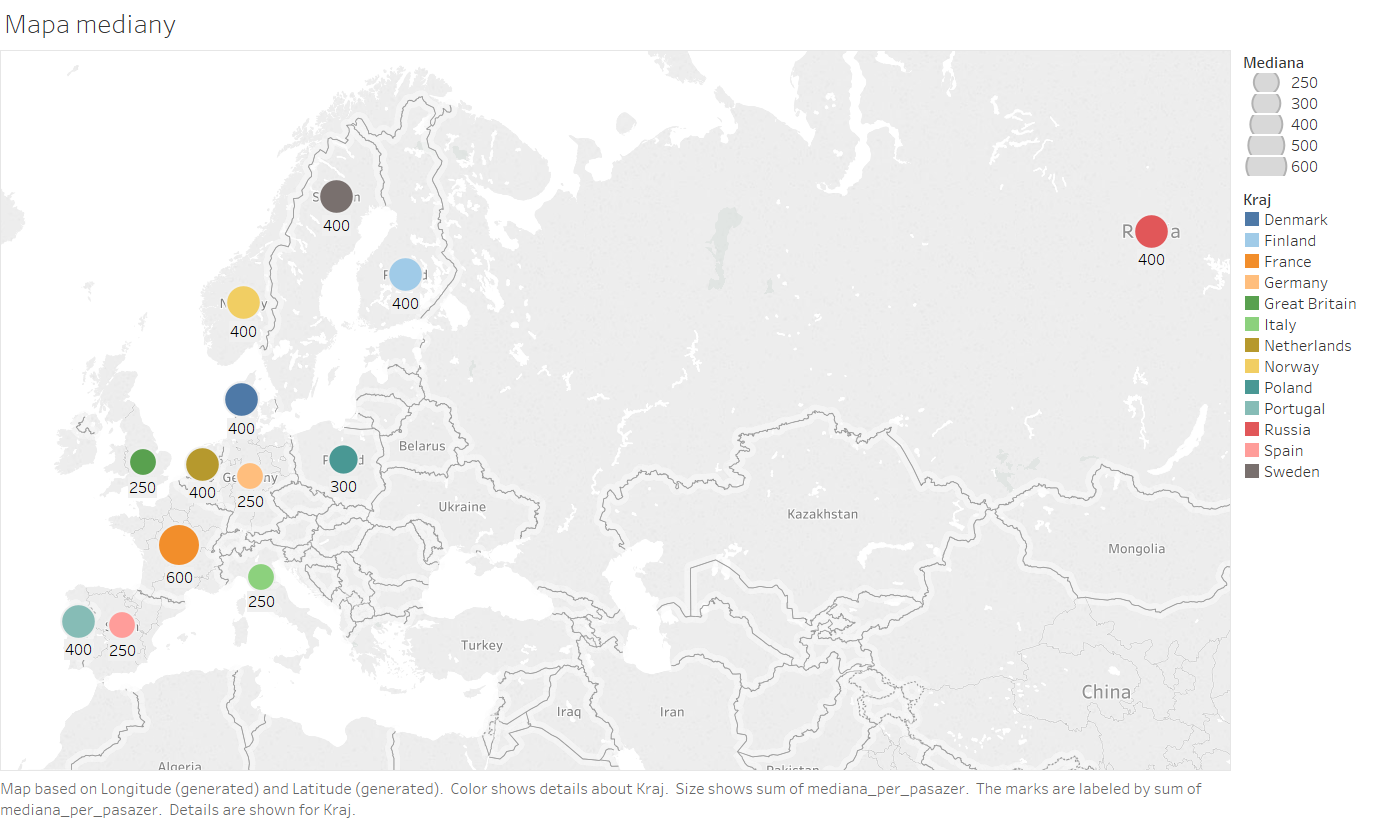 Mapa mediany
Mediana
250
300
400
500
600
Kraj
Denmark
Finland
France
Germany
Great Britain
Italy
Netherlands
Norway
Poland
Portugal
Russia
Spain
Sweden
400
400
400
400
400
Belarus
250
400
250
300
Ukraine
Kazakhstan
Mongolia
600
250
400
250
Turkey
China
Iraq
Iran
Algeria
Pakistan
Map based on Longitude (generated) and Latitude (generated).  Color shows details about Kraj.  Size shows sum of mediana_per_pasazer.  The marks are labeled by sum of
mediana_per_pasazer.  Details are shown for Kraj.